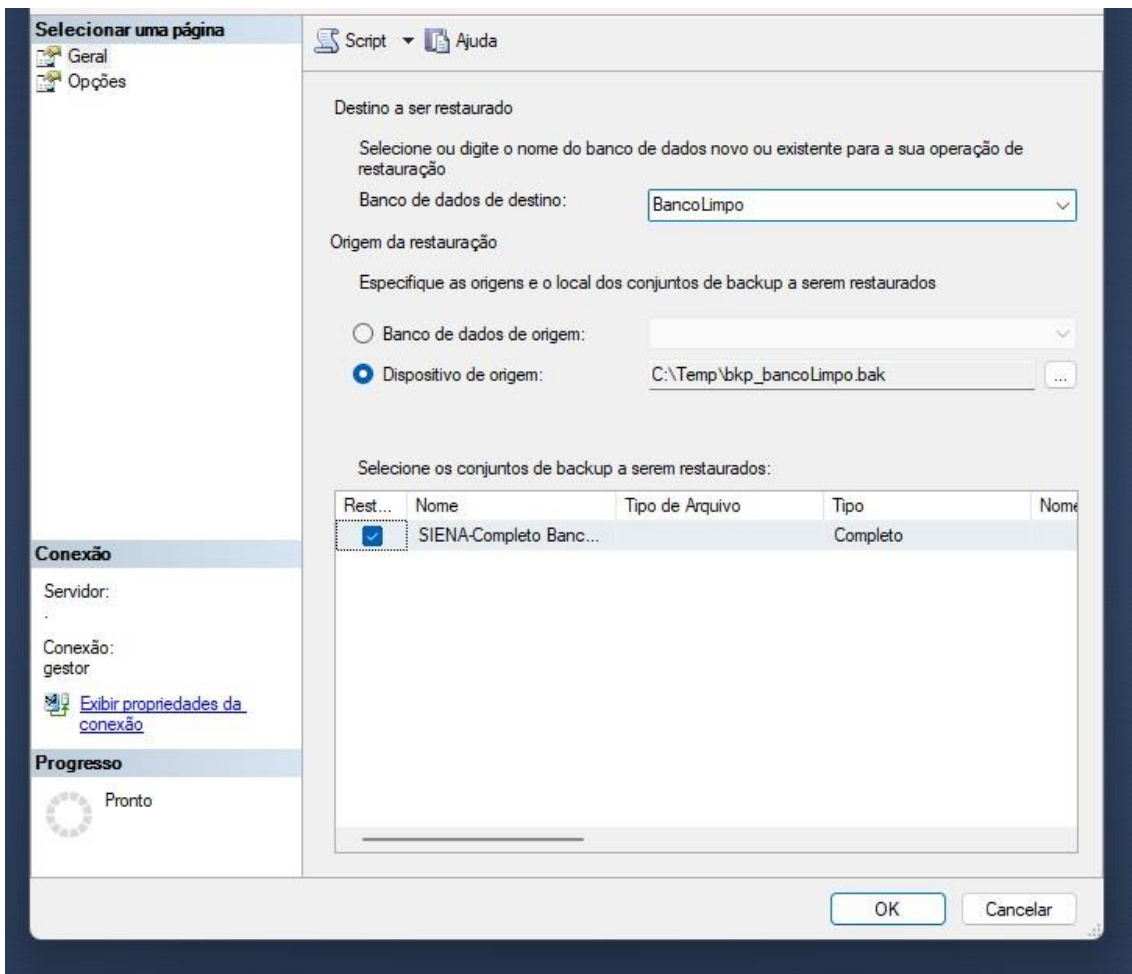 Selecionar uma página
Geral
Opções
Script
Ajuda
Destino a ser restaurado
Selecione ou digite o nome do banco de dados novo ou existente para a sua operação de
restauração
Banco de dados de destino:
BancoLimpo
Origem da restauração
Especifique as origens e o local dos conjuntos de backup a serem restaurados
Banco de dados de origem:
Dispositivo de origem:
C:\Temp\bkp_bancoLimpo.bak
...
Selecione os conjuntos de backup a serem restaurados:
Rest... Nome Tipo de Arquivo Tipo Nome
SIENA-Completo Banc... Completo
Conexão
Servidor:
.
Conexão:
gestor
Exibir propriedades da
conexão
Progresso
Pronto
OK
Cancelar